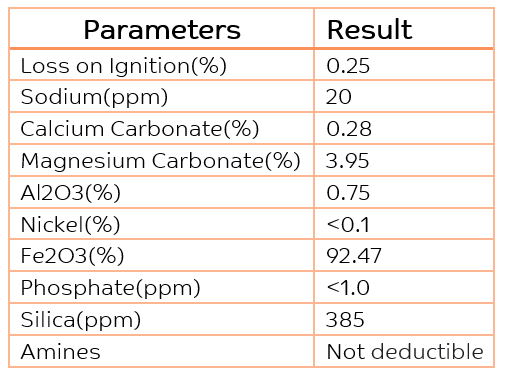 Parameters Result
Loss on Ignition(%) 0.25
Sodium(ppm) 20
Calcium Carbonate(%) 0.28
Magnesium Carbonate(%) 3.95
Al2O3(%) 0.75
Nickel(%) <0.1
Fe2O3(%) 92.47
Phosphate(ppm) <1.0
Silica(ppm) 385
Amines Not deductible